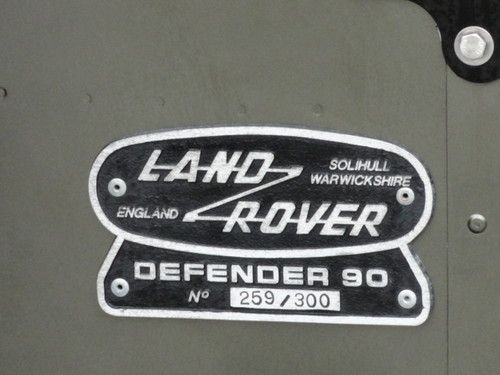 LAND
SOLIHULL
WARWICKSHIRE
ENGLAND
ROVER
DEFENDER 90
Nº 259/300